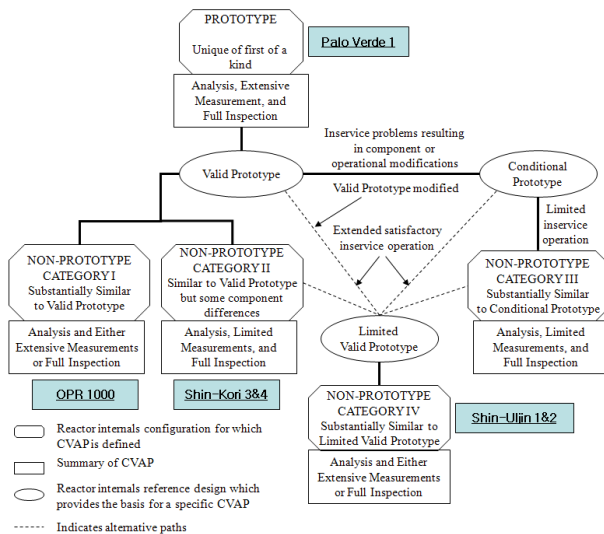 PROTOTYPE
Unique of first of a
kind
Palo Verde 1
Analysis, Extensive
Measurement, and
Full Inspection
Inservice problems resulting
in component or
operational modifications
Valid Prototype
Conditional
Prototype
Valid Prototype modified
Limited
inservice
operation
Extended satisfactory
inservice operation
NON-PROTOTYPE
CATEGORY I
Substantially Similar
to Valid Prototype
NON-PROTOTYPE
CATEGORY II
Similar to Valid Prototype
but some component
differences
NON-PROTOTYPE
CATEGORY III
Substantially Similar
to Conditional Prototype
Analysis and Either
Extensive Measurements
or Full Inspection
Analysis, Limited
Measurements, and
Full Inspection
Limited
Valid Prototype
Analysis, Limited
Measurements, and
Full Inspection
OPR 1000
Shin-Kori 3&4
NON-PROTOTYPE
CATEGORY IV
Substantially Similar to
Limited Valid Prototype
Shin-Uljin 1&2
Analysis and Either
Extensive Measurements
or Full Inspection
Reactor internals configuration for which
CVAP is defined
Summary of CVAP
Reactor internals reference design which
provides the basis for a specific CVAP
Indicates alternative paths